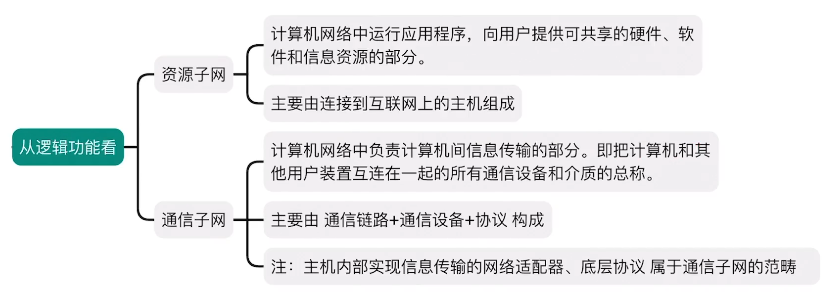 从逻辑功能看
资源子网
计算机网络中运行应用程序，向用户提供可共享的硬件、软
件和信息资源的部分。
主要由连接到互联网上的主机组成
通信子网
计算机网络中负责计算机间信息传输的部分。即把计算机和其
他用户装置互连在一起的所有通信设备和介质的总称。
主要由 通信链路+通信设备+协议 构成
注：主机内部实现信息传输的网络适配器、底层协议 属于通信子网的范畴